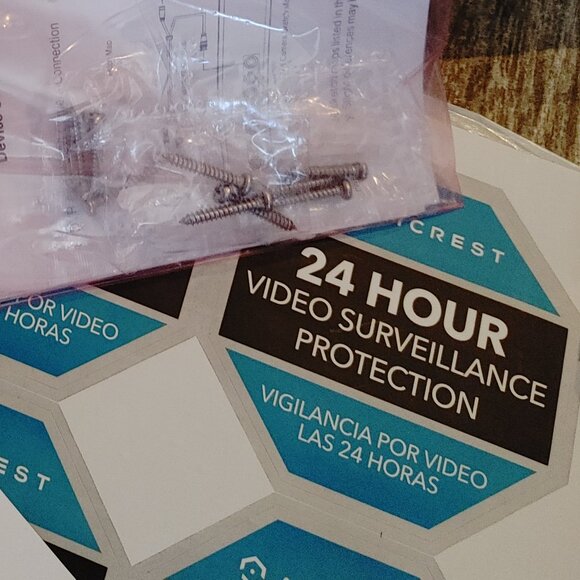 Connection
CREST
24 HOUR
VIDEO SURVEILLANCE
PROTECTION
VIGILANCIA POR VIDEO
LAS 24 HORAS
POR VIDEO
HORAS
EST